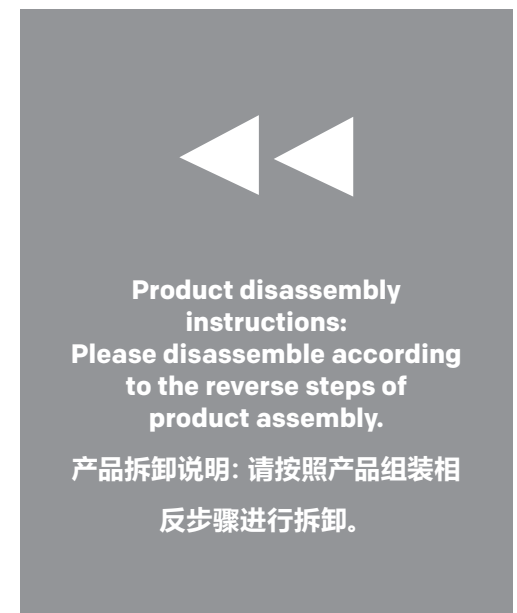 Product disassembly
instructions:
Please disassemble according
to the reverse steps of
product assembly.
产品拆卸说明: 请按照产品组装相
反步骤进行拆卸。